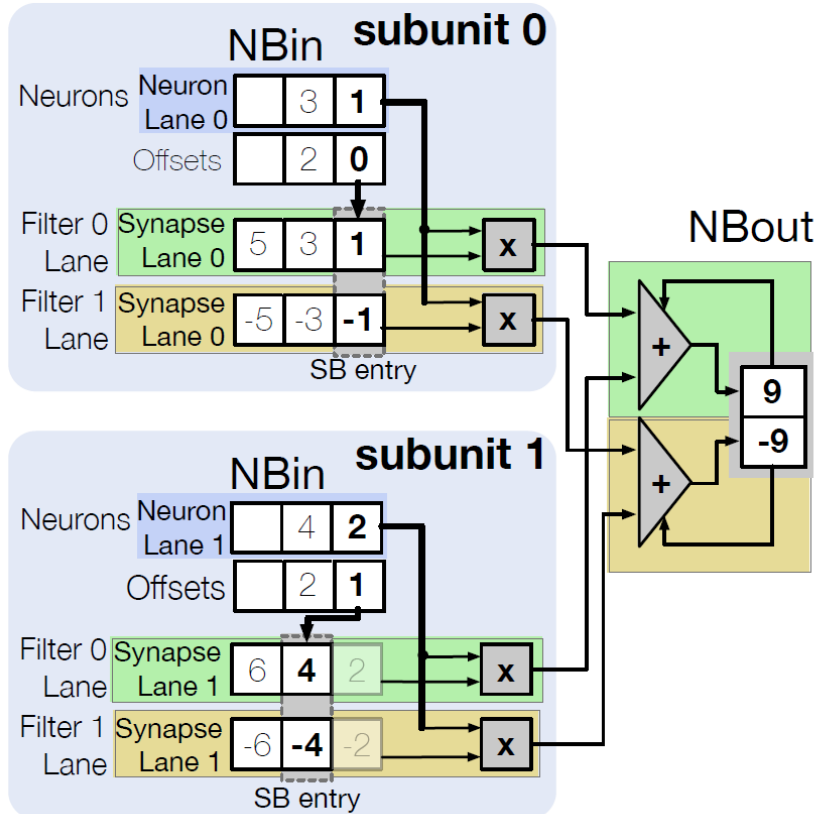 subunit 0
NBin
Neurons
Neuron
Lane 0
3 1
Offsets
2 0
Filter 0
Lane
Synapse
Lane 0
5 3 1
x
Filter 1
Lane
Synapse
Lane 0
-5 -3 -1
x
SB entry
NBout
+
9
-9
+
subunit 1
NBin
Neurons
Neuron
Lane 1
4 2
Offsets
2 1
Filter 0
Lane
Synapse
Lane 1
6 4 2
x
Filter 1
Lane
Synapse
Lane 1
-6 -4 -2
x
SB entry